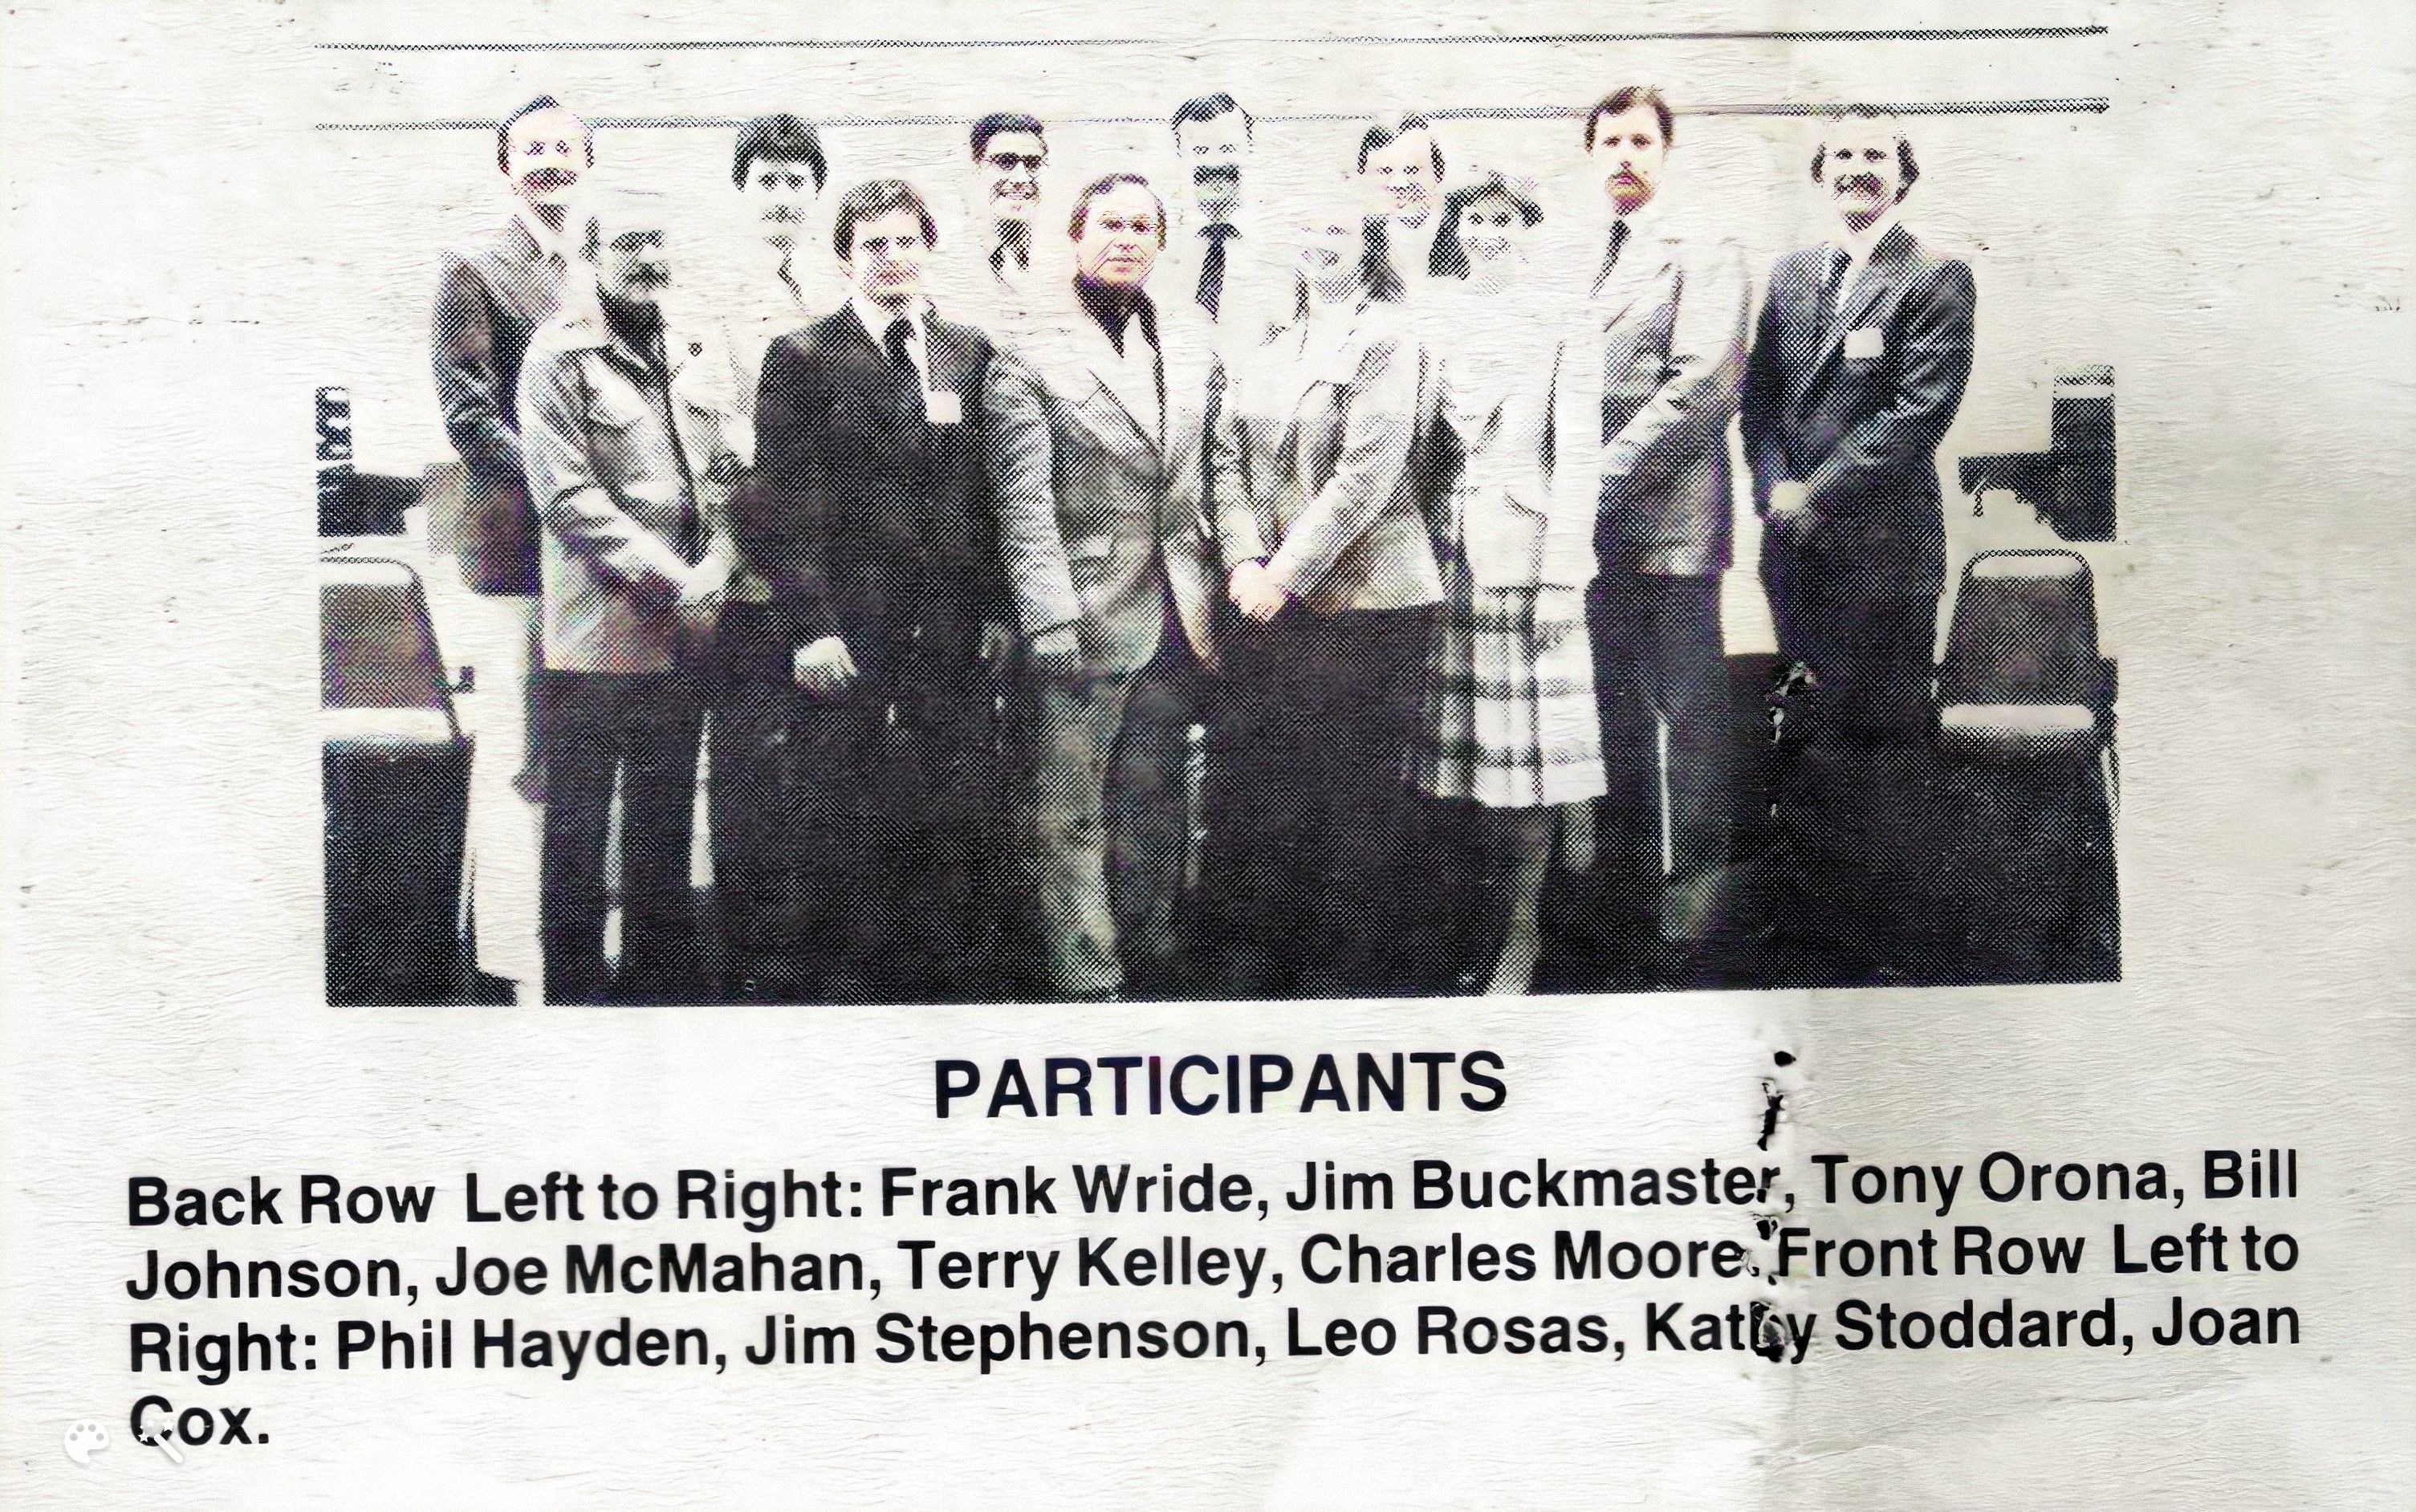 PARTICIPANTS
Back Row Left to Right: Frank Wride, Jim Buckmaster, Tony Orona, Bill
Johnson, Joe McMahan, Terry Kelley, Charles Moore. Front Row Left to
Right: Phil Hayden, Jim Stephenson, Leo Rosas, Kathy Stoddard, Joan
Cox.